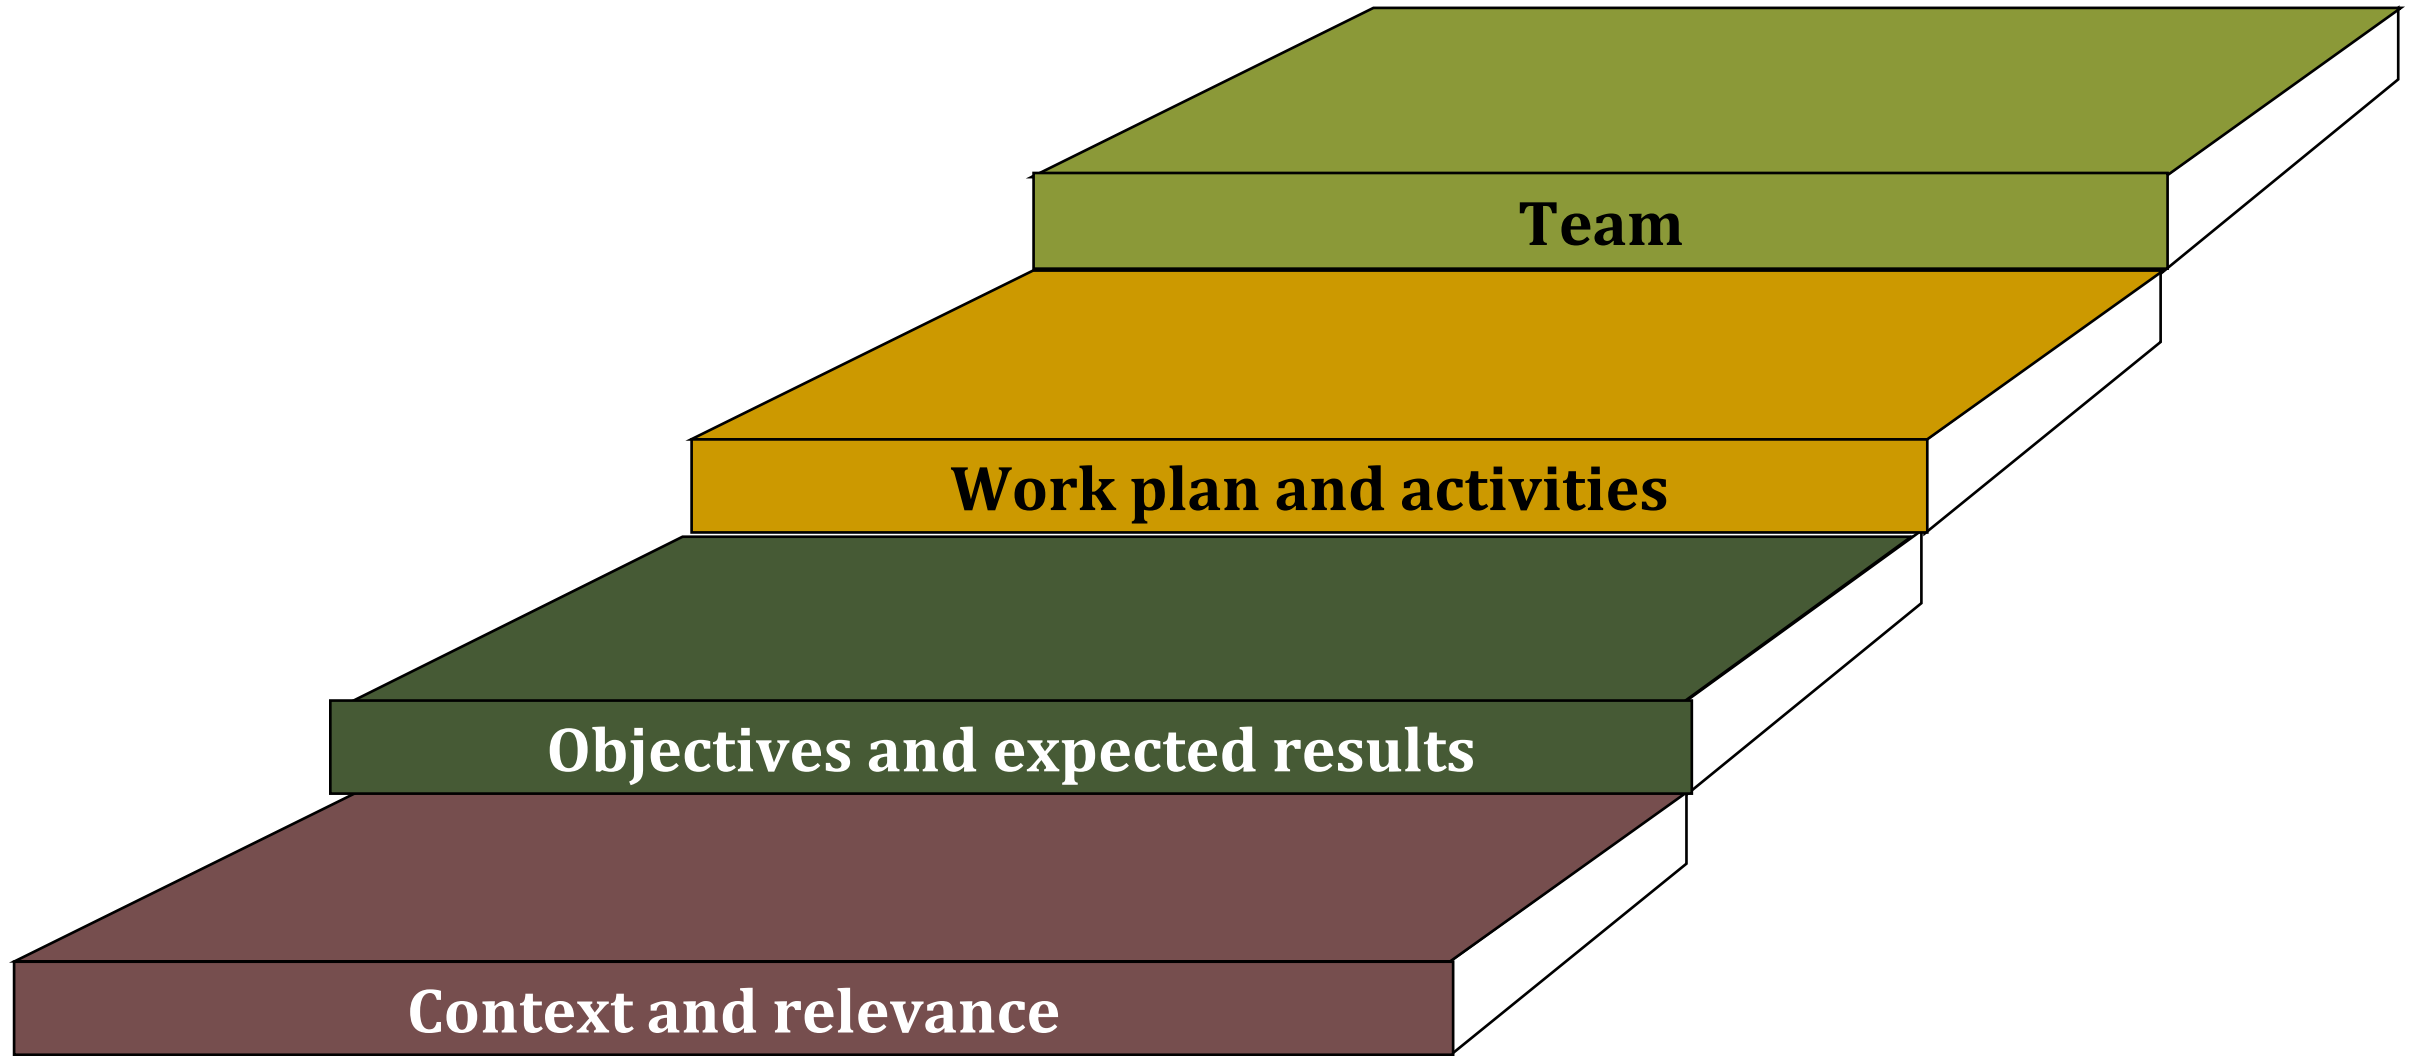 Team
Work plan and activities
Objectives and expected results
Context and relevance